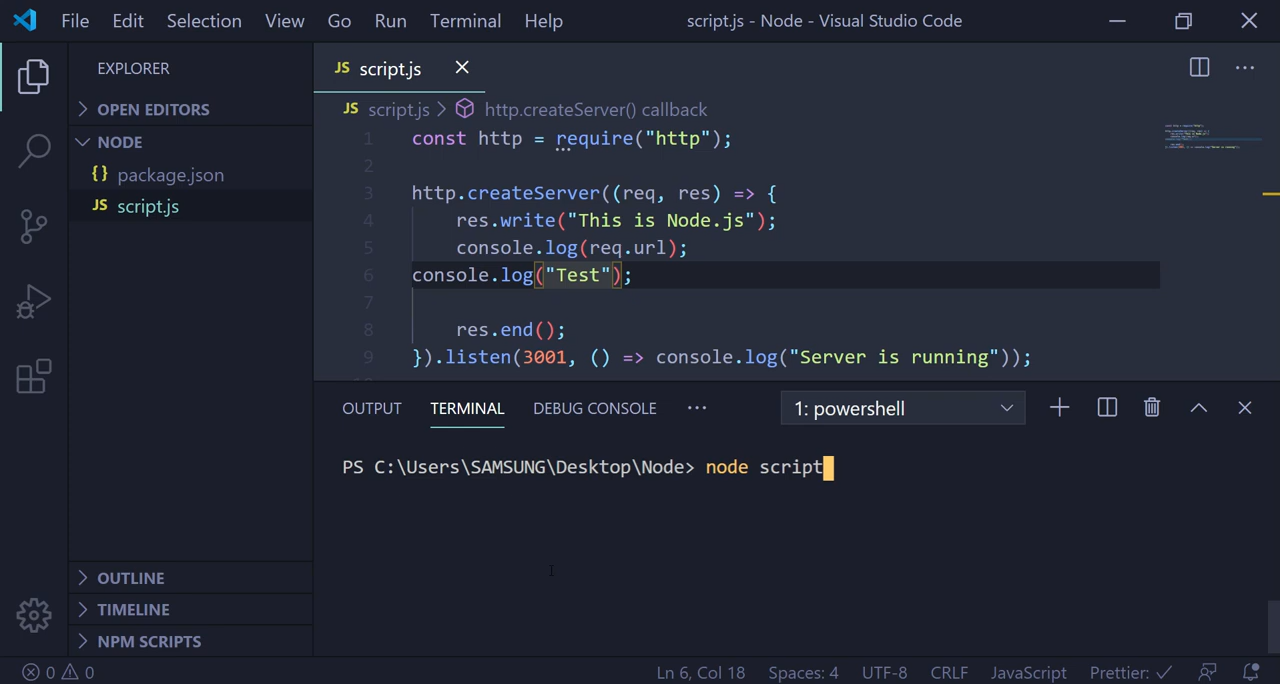 File Edit Selection View Go Run Terminal Help script.js - Node - Visual Studio Code
EXPLORER
OPEN EDITORS
NODE
{} package.json
JS script.js
OUTLINE
TIMELINE
NPM SCRIPTS
JS script.js
JS script.js > http.createServer() callback
1 const http = require("http");
2
3 http.createServer((req, res) => {
4 res.write("This is Node.js");
5 console.log(req.url);
6 console.log("Test");
7
8 res.end();
9 }).listen(3001, () => console.log("Server is running"));
OUTPUT TERMINAL DEBUG CONSOLE ··· 1: powershell
PS C:\Users\SAMSUNG\Desktop\Node> node script
0 0 Ln 6, Col 18 Spaces: 4 UTF-8 CRLF JavaScript Prettier: ✓